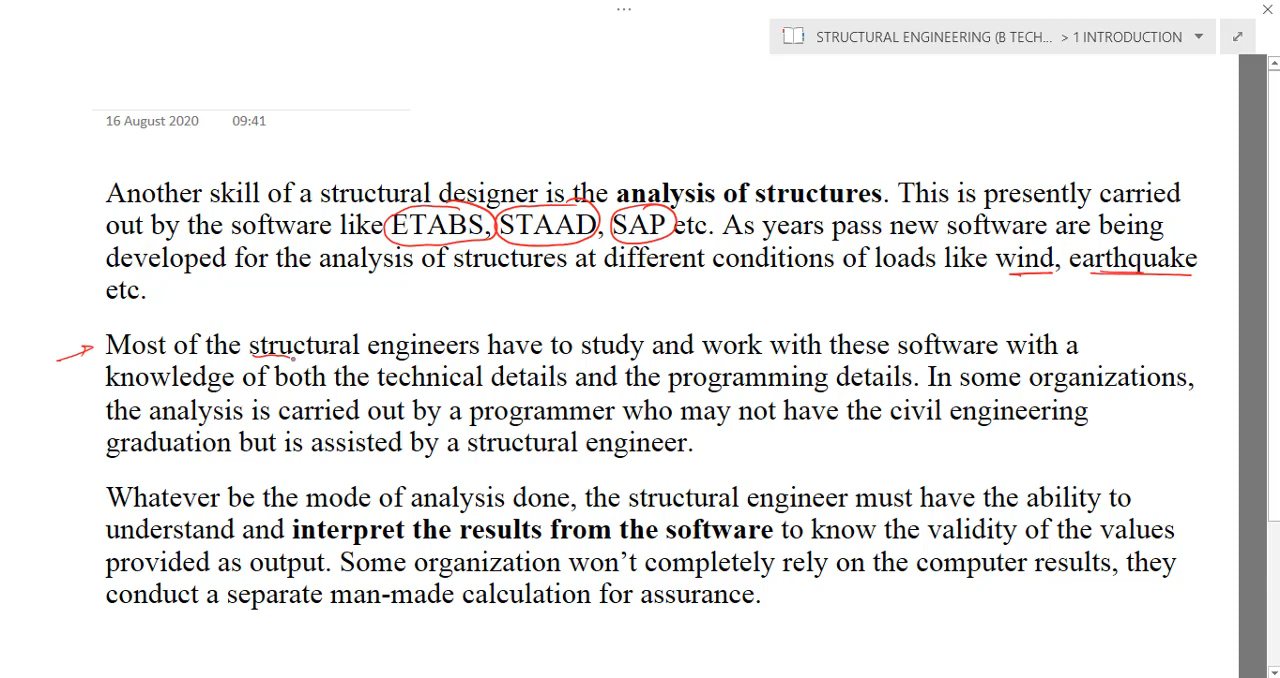 STRUCTURAL ENGINEERING (B TECH... > 1 INTRODUCTION
16 August 2020 09:41
Another skill of a structural designer is the analysis of structures. This is presently carried
out by the software like ETABS, STAAD, SAP etc. As years pass new software are being
developed for the analysis of structures at different conditions of loads like wind, earthquake
etc.
Most of the structural engineers have to study and work with these software with a
knowledge of both the technical details and the programming details. In some organizations,
the analysis is carried out by a programmer who may not have the civil engineering
graduation but is assisted by a structural engineer.
Whatever be the mode of analysis done, the structural engineer must have the ability to
understand and interpret the results from the software to know the validity of the values
provided as output. Some organization won’t completely rely on the computer results, they
conduct a separate man-made calculation for assurance.